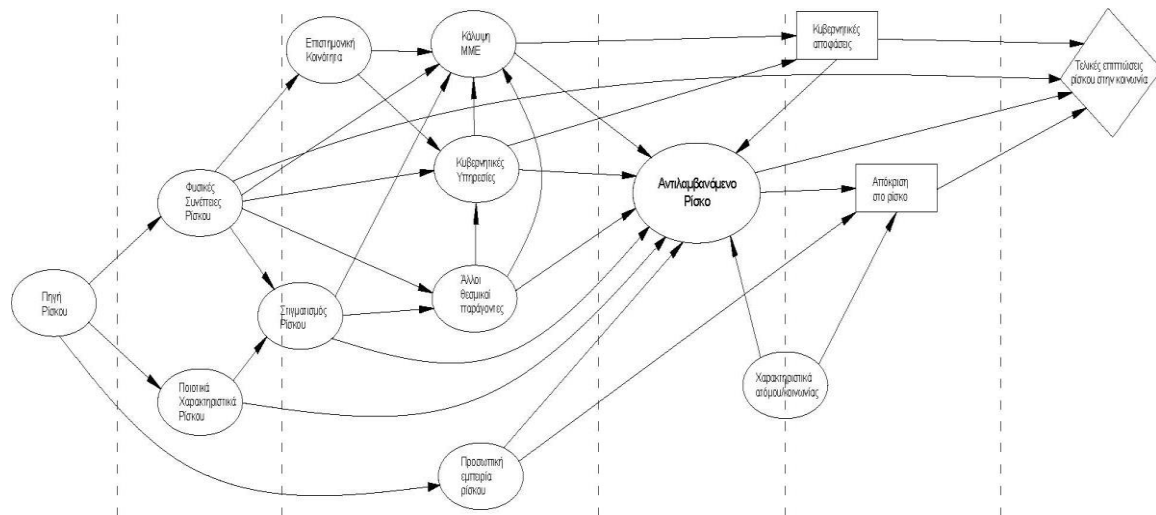 Επιστημονική
Κοινότητα
Κάλυψη
ΜΜΕ
Κυβερνητικές
αποφάσεις
Τελικές επιπτώσεις
ρίσκου στην κοινωνία
Φυσικές
Συνέπειες
Ρίσκου
Κυβερνητικές
Υπηρεσίες
Αντιλαμβανόμενο
Ρίσκο
Απόκριση
στο ρίσκο
Πηγή
Ρίσκου
Στιγματισμός
Ρίσκου
Άλλοι
θεσμικοί
παράγοντες
Ποιοτικά
Χαρακτηριστικά
Ρίσκου
Χαρακτηριστικά
ατόμου/κοινωνίας
Προσωπική
εμπειρία
ρίσκου